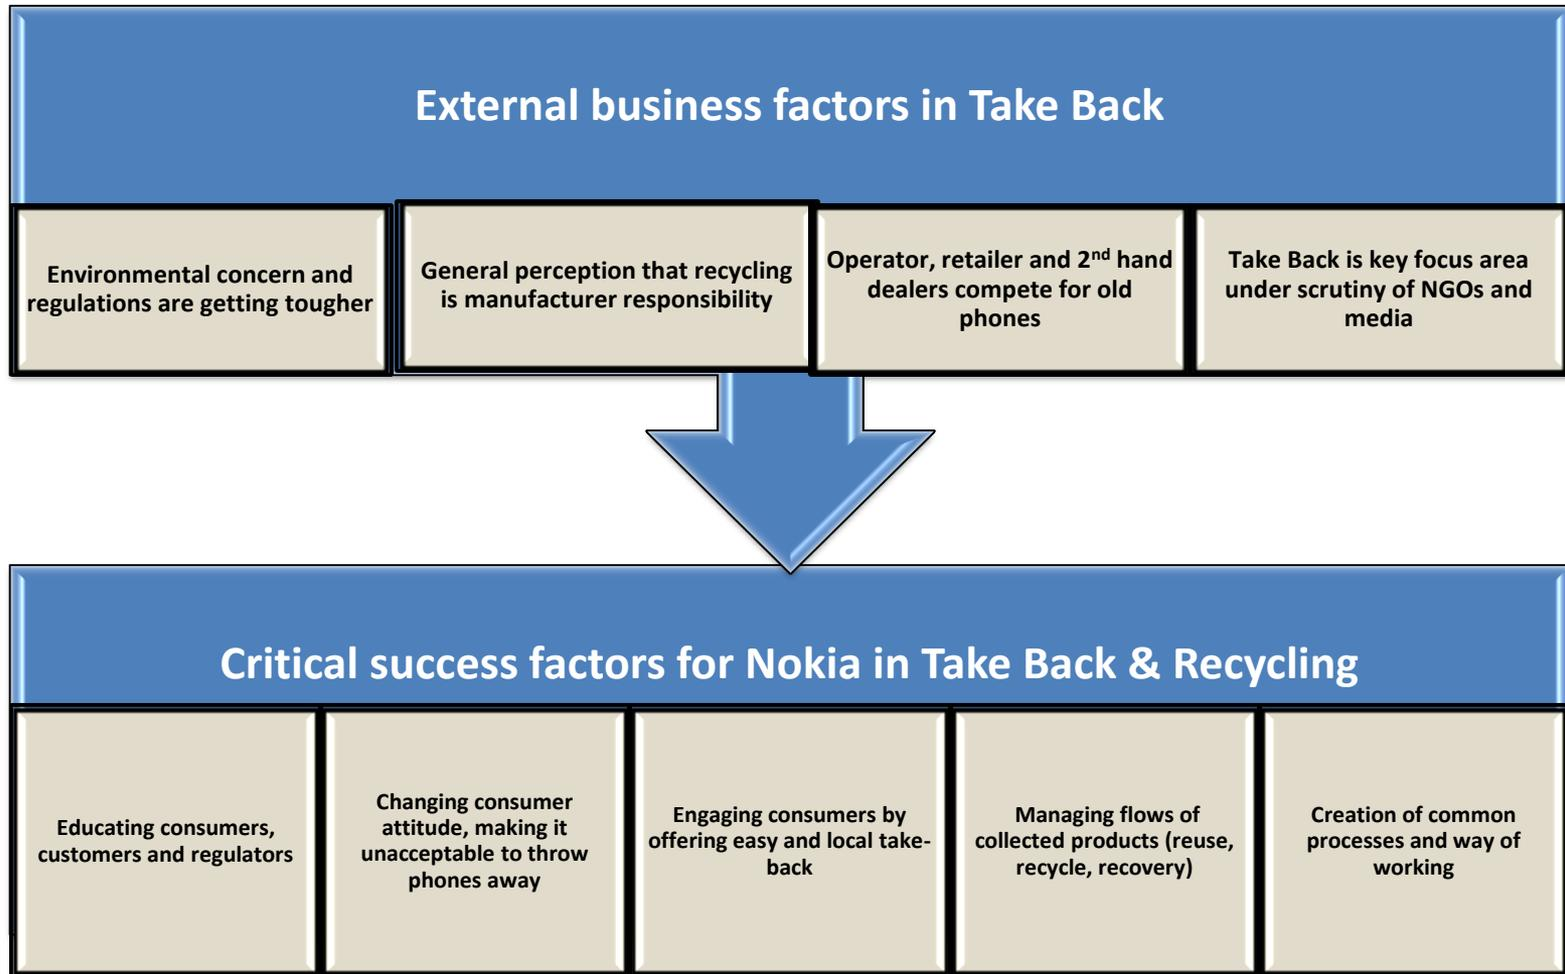 External business factors in Take Back
Environmental concern and
regulations are getting tougher
General perception that recycling
is manufacturer responsibility
Operator, retailer and 2nd hand
dealers compete for old
phones
Take Back is key focus area
under scrutiny of NGOs and
media
Critical success factors for Nokia in Take Back & Recycling
Educating consumers,
customers and regulators
Changing consumer
attitude, making it
unacceptable to throw
phones away
Engaging consumers by
offering easy and local take-
back
Managing flows of
collected products (reuse,
recycle, recovery)
Creation of common
processes and way of
working